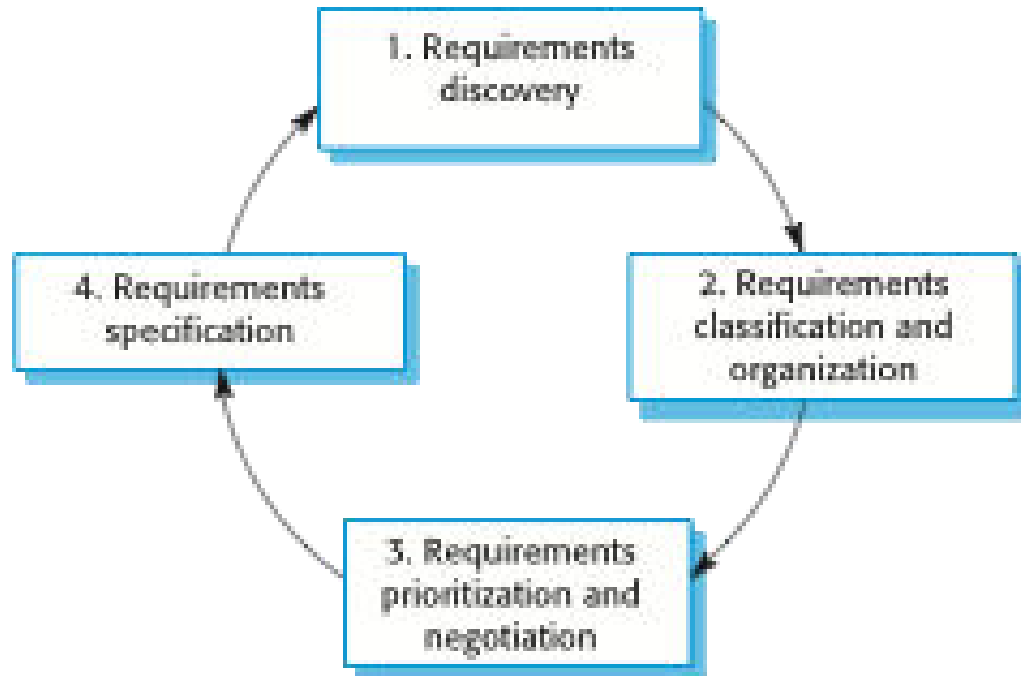 1. Requirements
discovery
2. Requirements
classification and
organization
3. Requirements
prioritization and
negotiation
4. Requirements
specification